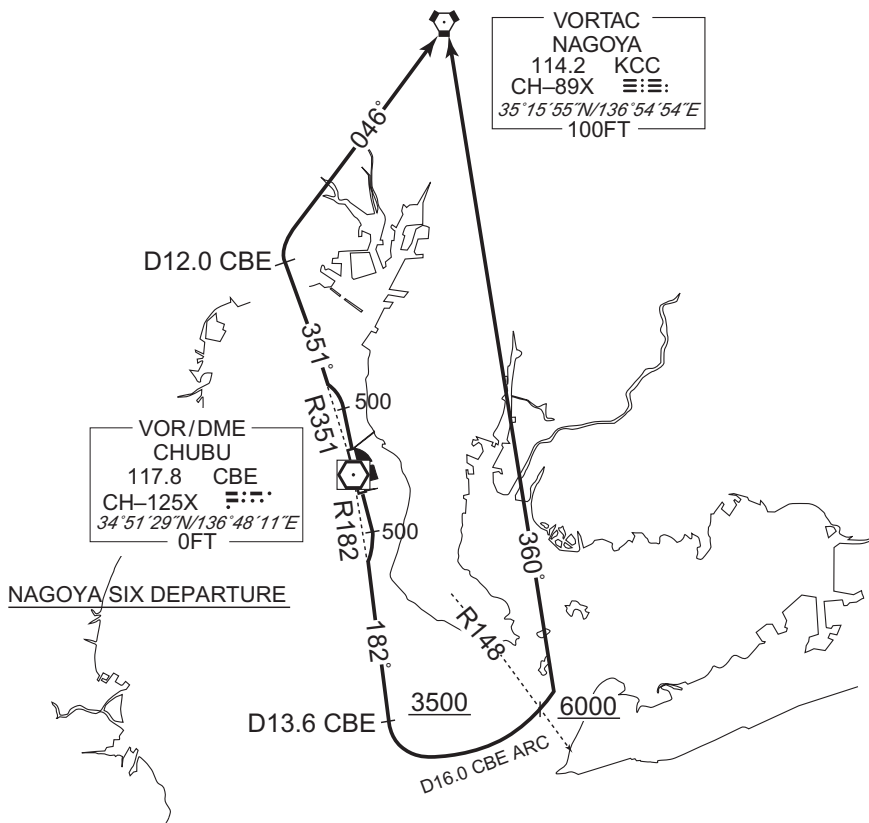 VORTAC
NAGOYA
114.2 KCC
CH–89X
35°15´55˝N/136°54´54˝E
100FT
046°
D12.0 CBE
351°
500
R351
VOR/DME
CHUBU
117.8 CBE
CH–125X
34°51´29˝N/136°48´11˝E
0FT
R182
500
360°
NAGOYA SIX DEPARTURE
R148
182°
3500
6000
D13.6 CBE
D16.0 CBE ARC